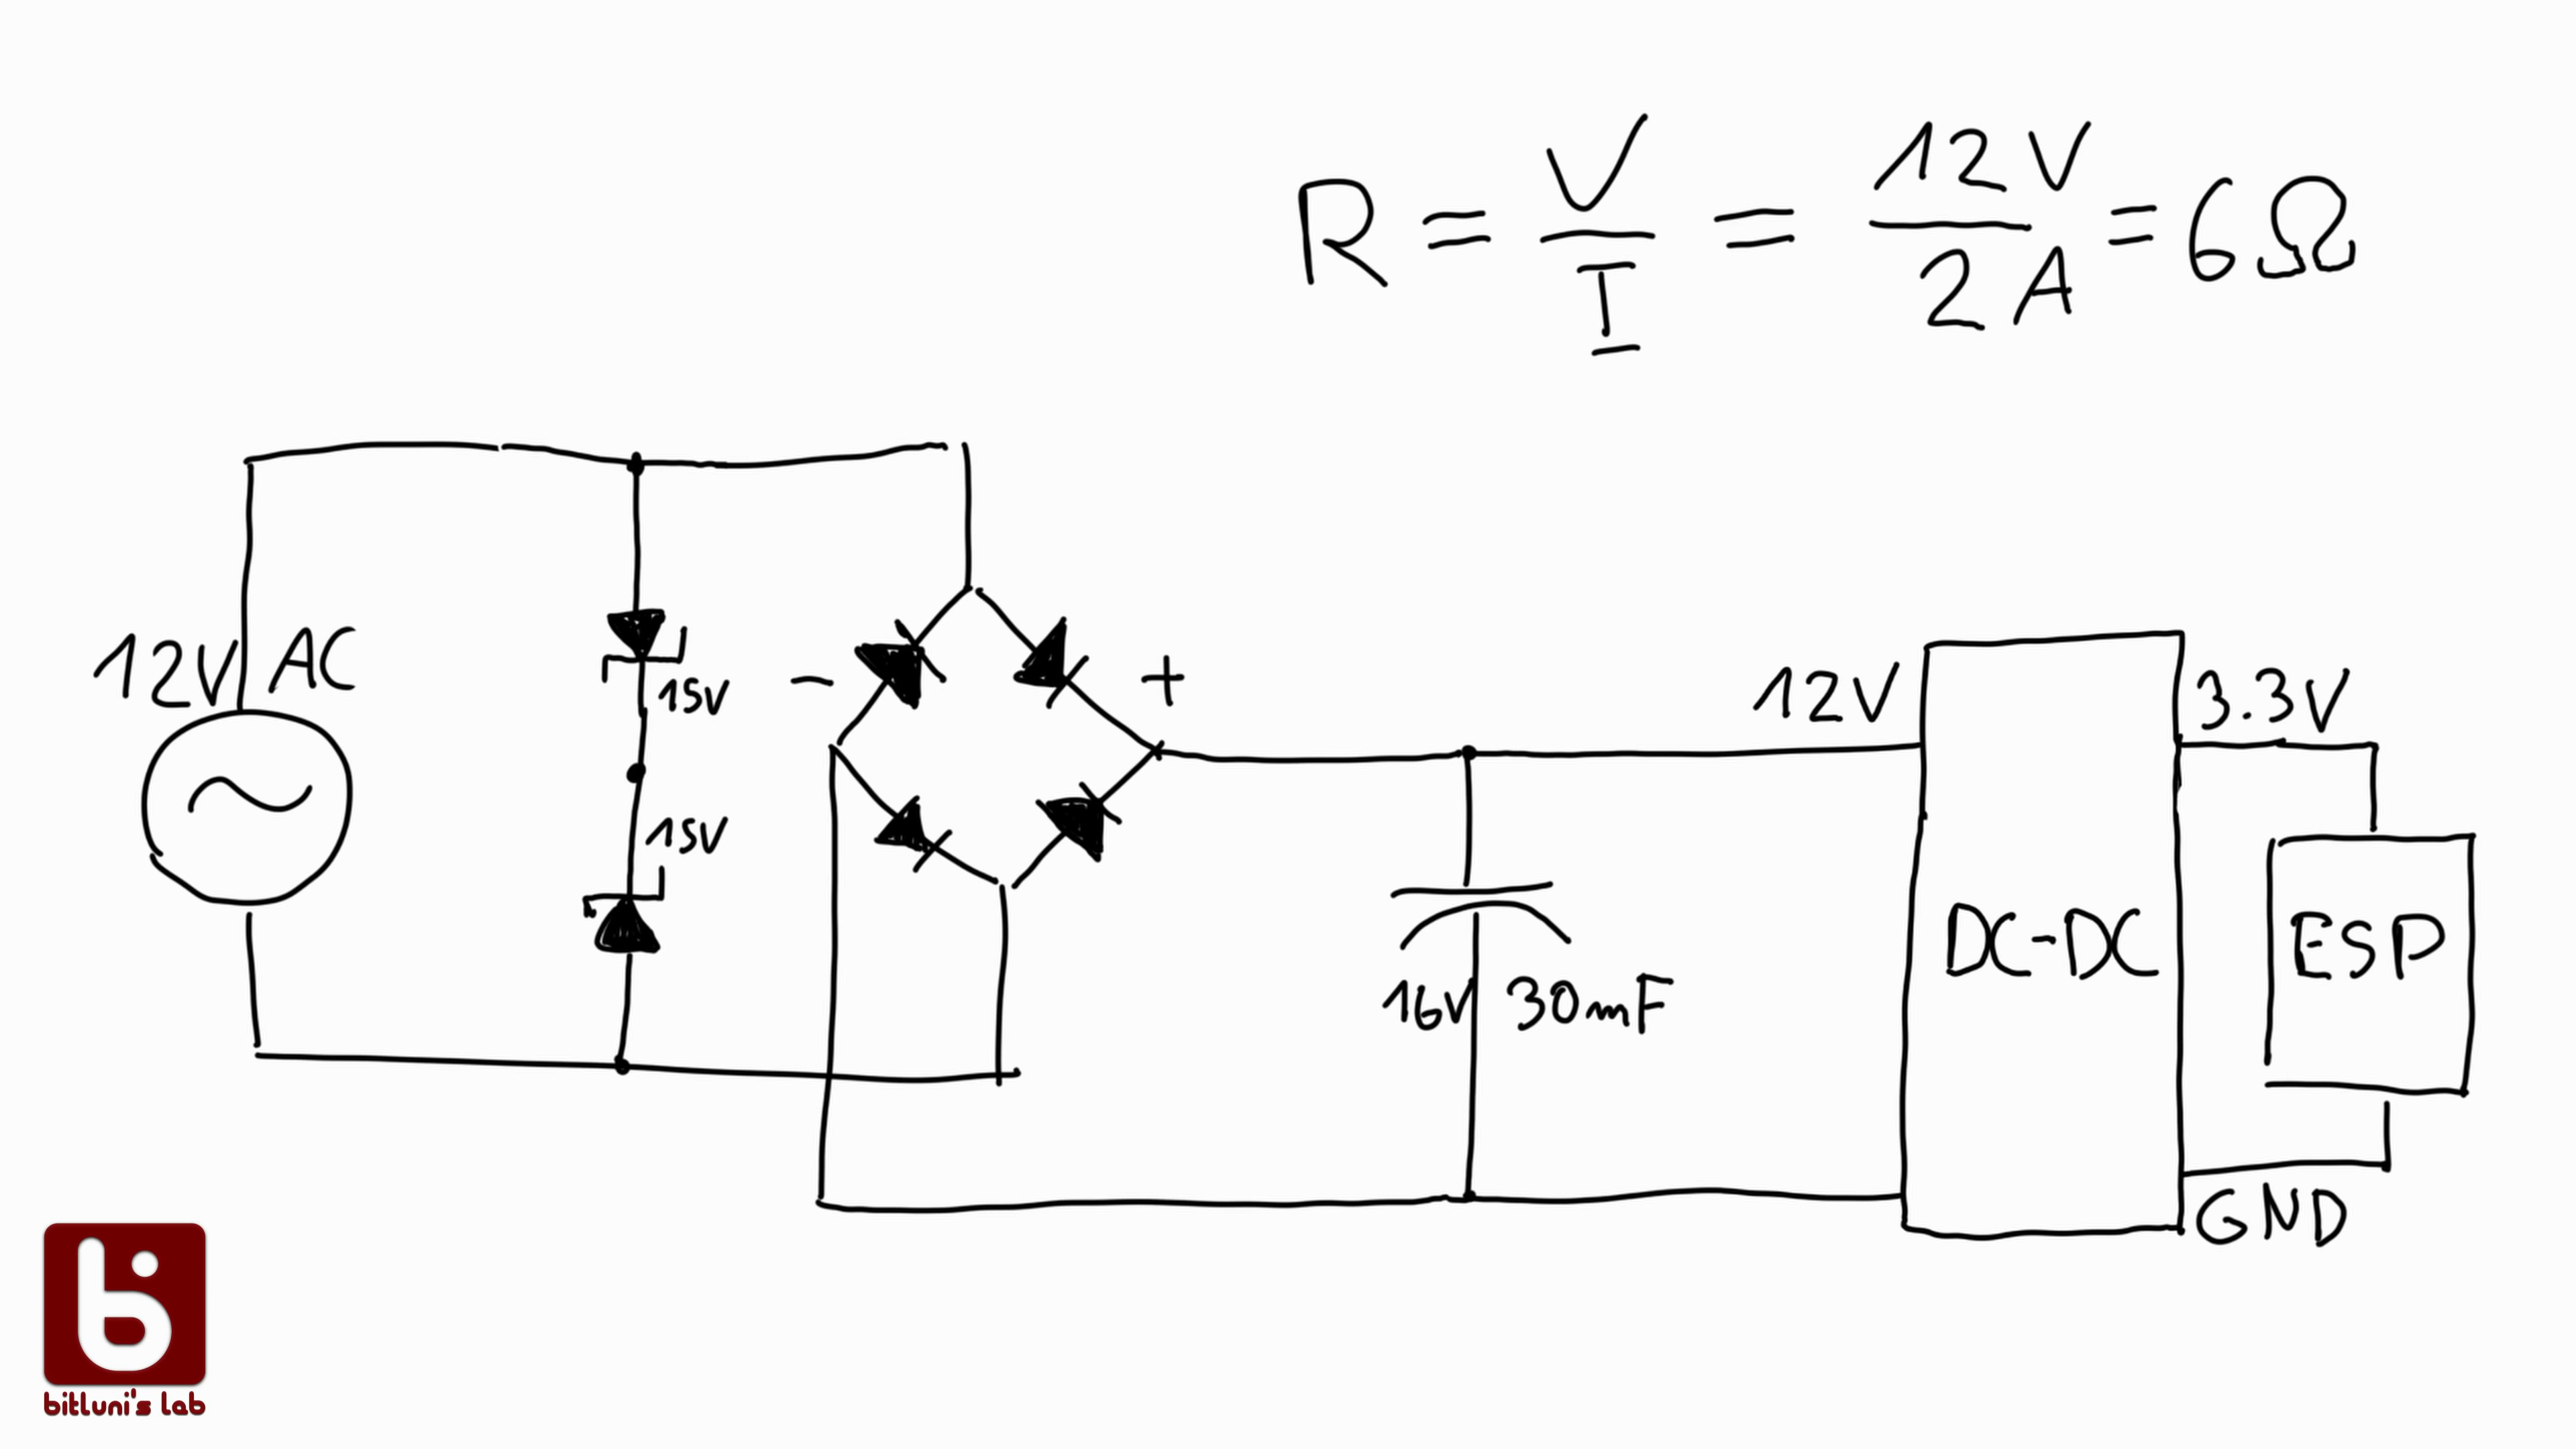 R = V/I = 12V/2A = 6Ω
12V AC
15V
15V
-
+
16V 30mF
12V
DC-DC
3.3V
ESP
GND
bitluni's lab